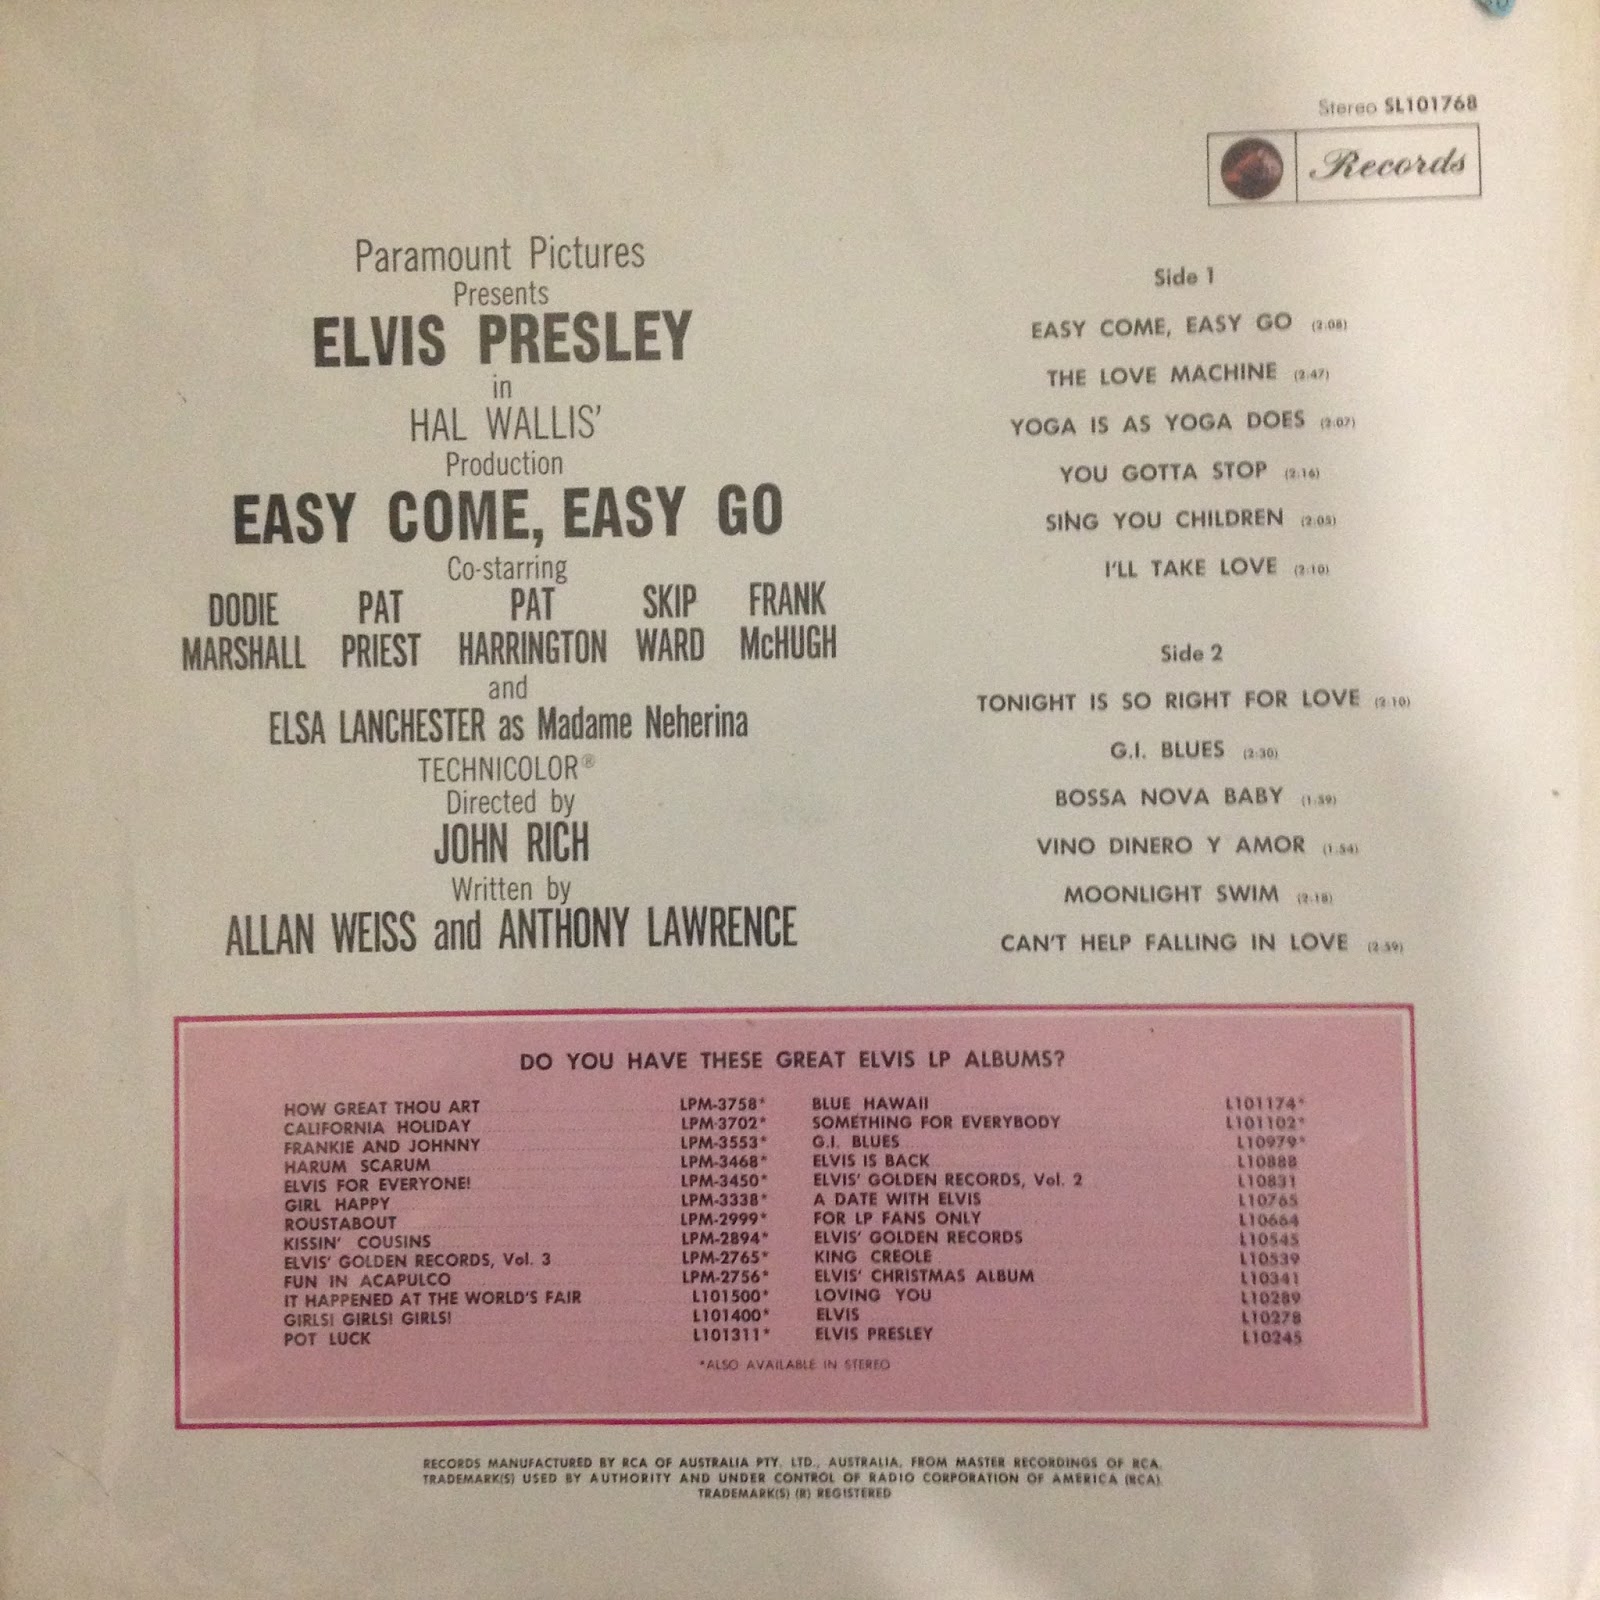 Stereo SL101768
Records
Paramount Pictures
Presents
ELVIS PRESLEY
in
HAL WALLIS'
Production
EASY COME, EASY GO
Co-starring
DODIE MARSHALL PAT PRIEST PAT HARRINGTON SKIP WARD FRANK McHUGH
and
ELSA LANCHESTER as Madame Neherina
TECHNICOLOR®
Directed by
JOHN RICH
Written by
ALLAN WEISS and ANTHONY LAWRENCE
Side 1
EASY COME, EASY GO (2:08)
THE LOVE MACHINE (2:47)
YOGA IS AS YOGA DOES (2:07)
YOU GOTTA STOP (2:16)
SING YOU CHILDREN (2:05)
I'LL TAKE LOVE (2:10)
Side 2
TONIGHT IS SO RIGHT FOR LOVE (2:10)
G.I. BLUES (2:30)
BOSSA NOVA BABY (1:59)
VINO DINERO Y AMOR (1:54)
MOONLIGHT SWIM (2:18)
CAN'T HELP FALLING IN LOVE (2:59)
DO YOU HAVE THESE GREAT ELVIS LP ALBUMS?
HOW GREAT THOU ART LPM-3758*
CALIFORNIA HOLIDAY LPM-3702*
FRANKIE AND JOHNNY LPM-3553*
HARUM SCARUM LPM-3468*
ELVIS FOR EVERYONE! LPM-3450*
GIRL HAPPY LPM-3338*
ROUSTABOUT LPM-2999*
KISSIN' COUSINS LPM-2894*
ELVIS' GOLDEN RECORDS, Vol. 3 LPM-2765*
FUN IN ACAPULCO LPM-2756*
IT HAPPENED AT THE WORLD'S FAIR L101500*
GIRLS! GIRLS! GIRLS! L101400*
POT LUCK L101311*
BLUE HAWAII L101174*
SOMETHING FOR EVERYBODY L101102*
G.I. BLUES L10979*
ELVIS IS BACK L10888
ELVIS' GOLDEN RECORDS, Vol. 2 L10831
A DATE WITH ELVIS L10765
FOR LP FANS ONLY L10664
ELVIS' GOLDEN RECORDS L10545
KING CREOLE L10539
ELVIS' CHRISTMAS ALBUM L10341
LOVING YOU L10289
ELVIS L10278
ELVIS PRESLEY L10245
*ALSO AVAILABLE IN STEREO
RECORDS MANUFACTURED BY RCA OF AUSTRALIA PTY. LTD., AUSTRALIA, FROM MASTER RECORDINGS OF RCA.
TRADEMARK(S) USED BY AUTHORITY AND UNDER CONTROL OF RADIO CORPORATION OF AMERICA (RCA).
TRADEMARK(S) (R) REGISTERED